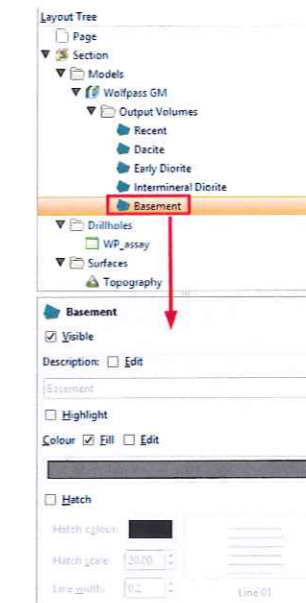 Layout Tree
Page
Section
Models
Wolfpass GM
Output Volumes
Recent
Dacite
Early Diorite
Intermineral Diorite
Basement
Drillholes
WP_assay
Surfaces
Topography
Basement
Visible
Description: Edit
Basement
Highlight
Colour Fill Edit
Hatch
Hatch colour:
Hatch scale: 20.00
Line width: 0.2 Line 01